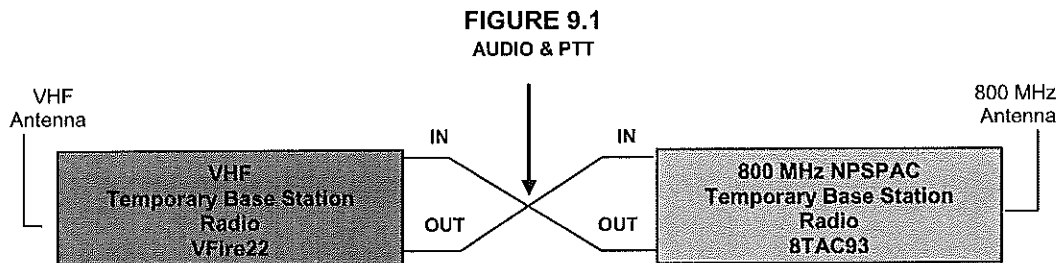 FIGURE 9.1
AUDIO & PTT
VHF
Antenna
800 MHz
Antenna
IN
IN
VHF
Temporary Base Station
Radio
VFire22
OUT
OUT
800 MHz NPSPAC
Temporary Base Station
Radio
8TAC93